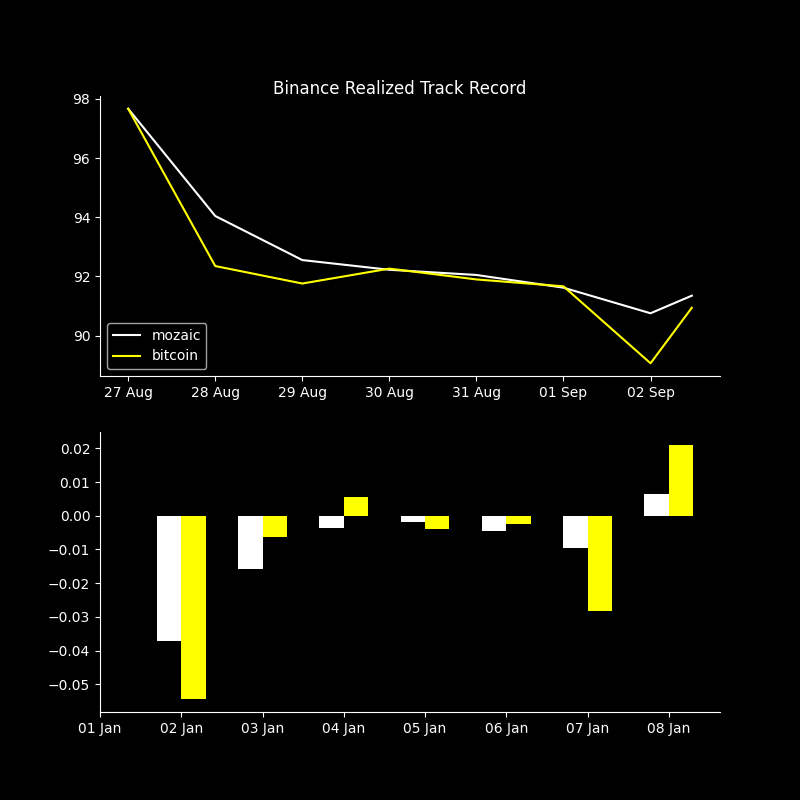 Binance Realized Track Record
98
96
94
92
90
mozaic
bitcoin
27 Aug 28 Aug 29 Aug 30 Aug 31 Aug 01 Sep 02 Sep
0.02
0.01
0.00
−0.01
−0.02
−0.03
−0.04
−0.05
01 Jan 02 Jan 03 Jan 04 Jan 05 Jan 06 Jan 07 Jan 08 Jan